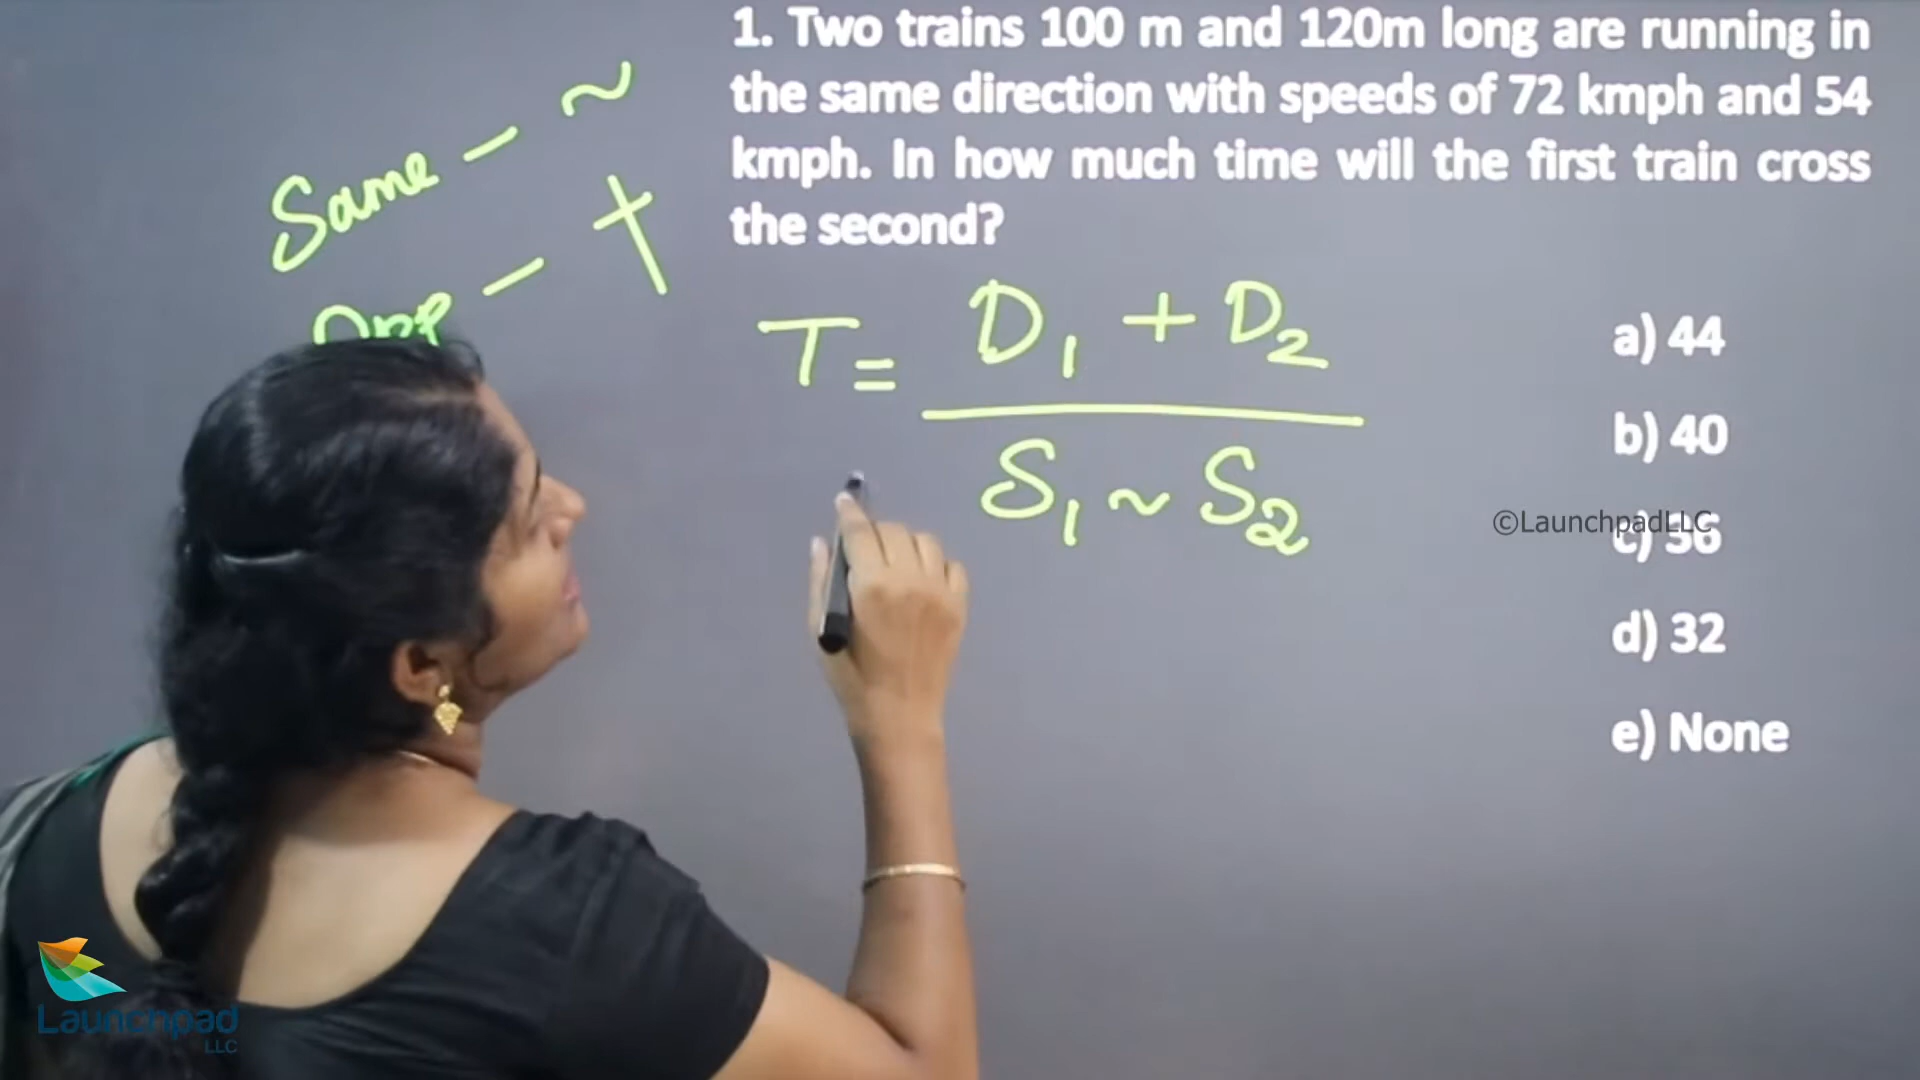 1. Two trains 100 m and 120m long are running in
the same direction with speeds of 72 kmph and 54
kmph. In how much time will the first train cross
the second?
Same – ~
Opp – +
T = D1 + D2
S1 ~ S2
a) 44
b) 40
©LaunchpadLLC
c) 56
d) 32
e) None
Launchpad
LLC